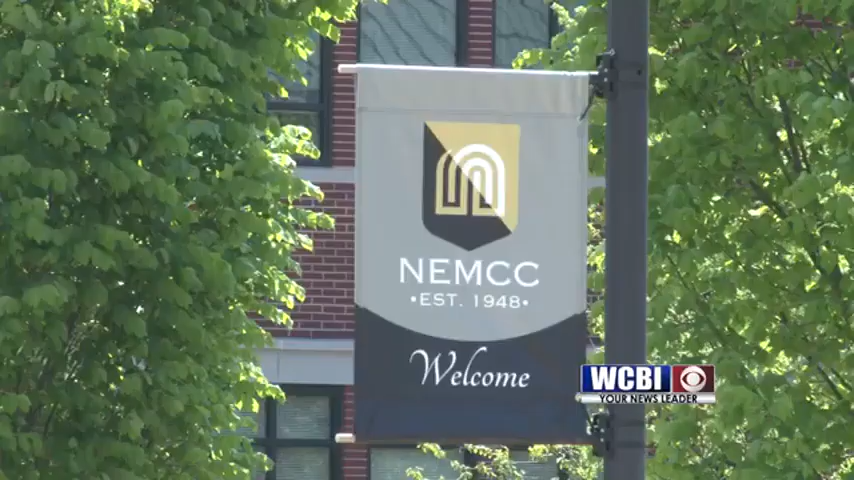 NEMCC
•EST. 1948•
Welcome
WCBI
YOUR NEWS LEADER